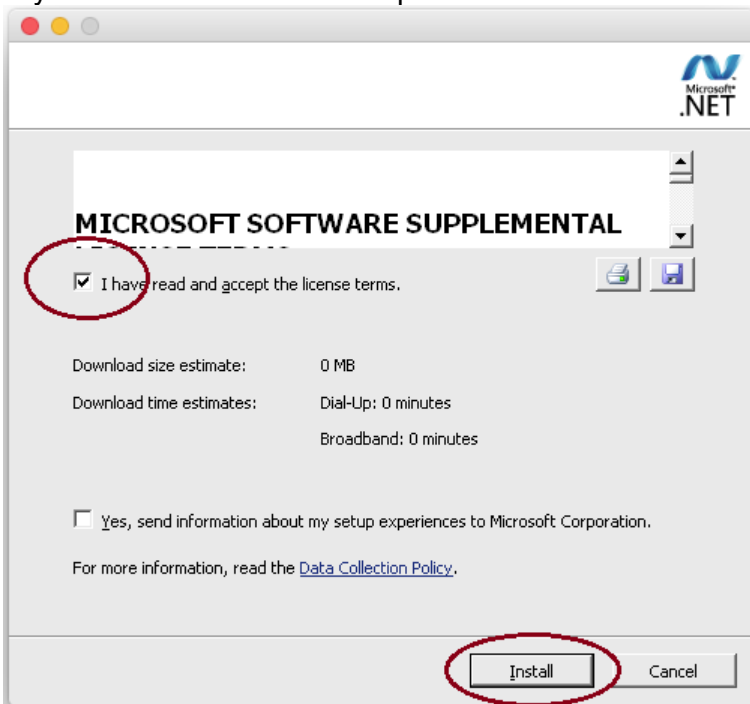 Microsoft®
.NET
MICROSOFT SOFTWARE SUPPLEMENTAL
I have read and accept the license terms.
Download size estimate: 0 MB
Download time estimates: Dial-Up: 0 minutes
Broadband: 0 minutes
Yes, send information about my setup experiences to Microsoft Corporation.
For more information, read the Data Collection Policy.
Install Cancel